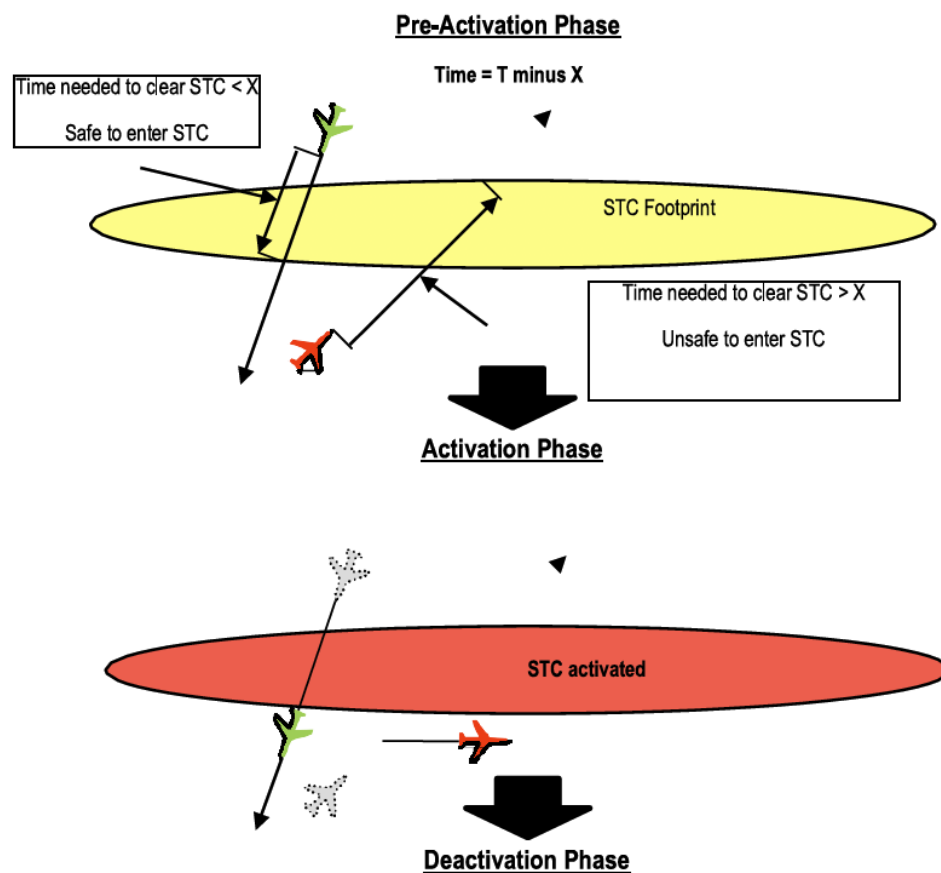 Pre-Activation Phase
Time = T minus X
Time needed to clear STC < X
Safe to enter STC
STC Footprint
Time needed to clear STC > X
Unsafe to enter STC
Activation Phase
STC activated
Deactivation Phase